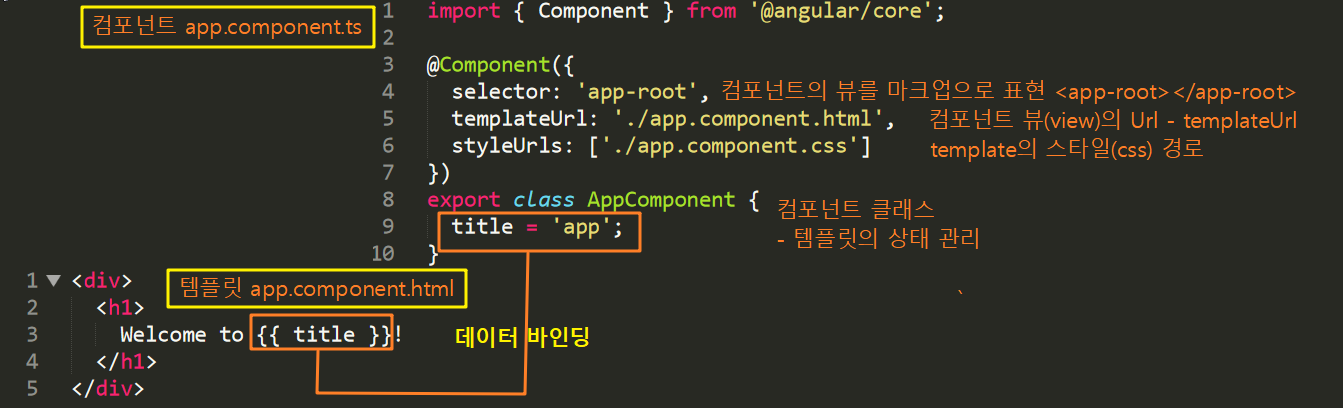 컴포넌트 app.component.ts
1 import { Component } from '@angular/core';
2
3 @Component({
4 selector: 'app-root', 컴포넌트의 뷰를 마크업으로 표현 <app-root></app-root>
5 templateUrl: './app.component.html', 컴포넌트 뷰(view)의 Url - templateUrl
6 styleUrls: ['./app.component.css'] template의 스타일(css) 경로
7 })
8 export class AppComponent { 컴포넌트 클래스
9 title = 'app'; - 템플릿의 상태 관리
10 }
템플릿 app.component.html
1 <div>
2 <h1>
3 Welcome to {{ title }}! 데이터 바인딩
4 </h1>
5 </div>